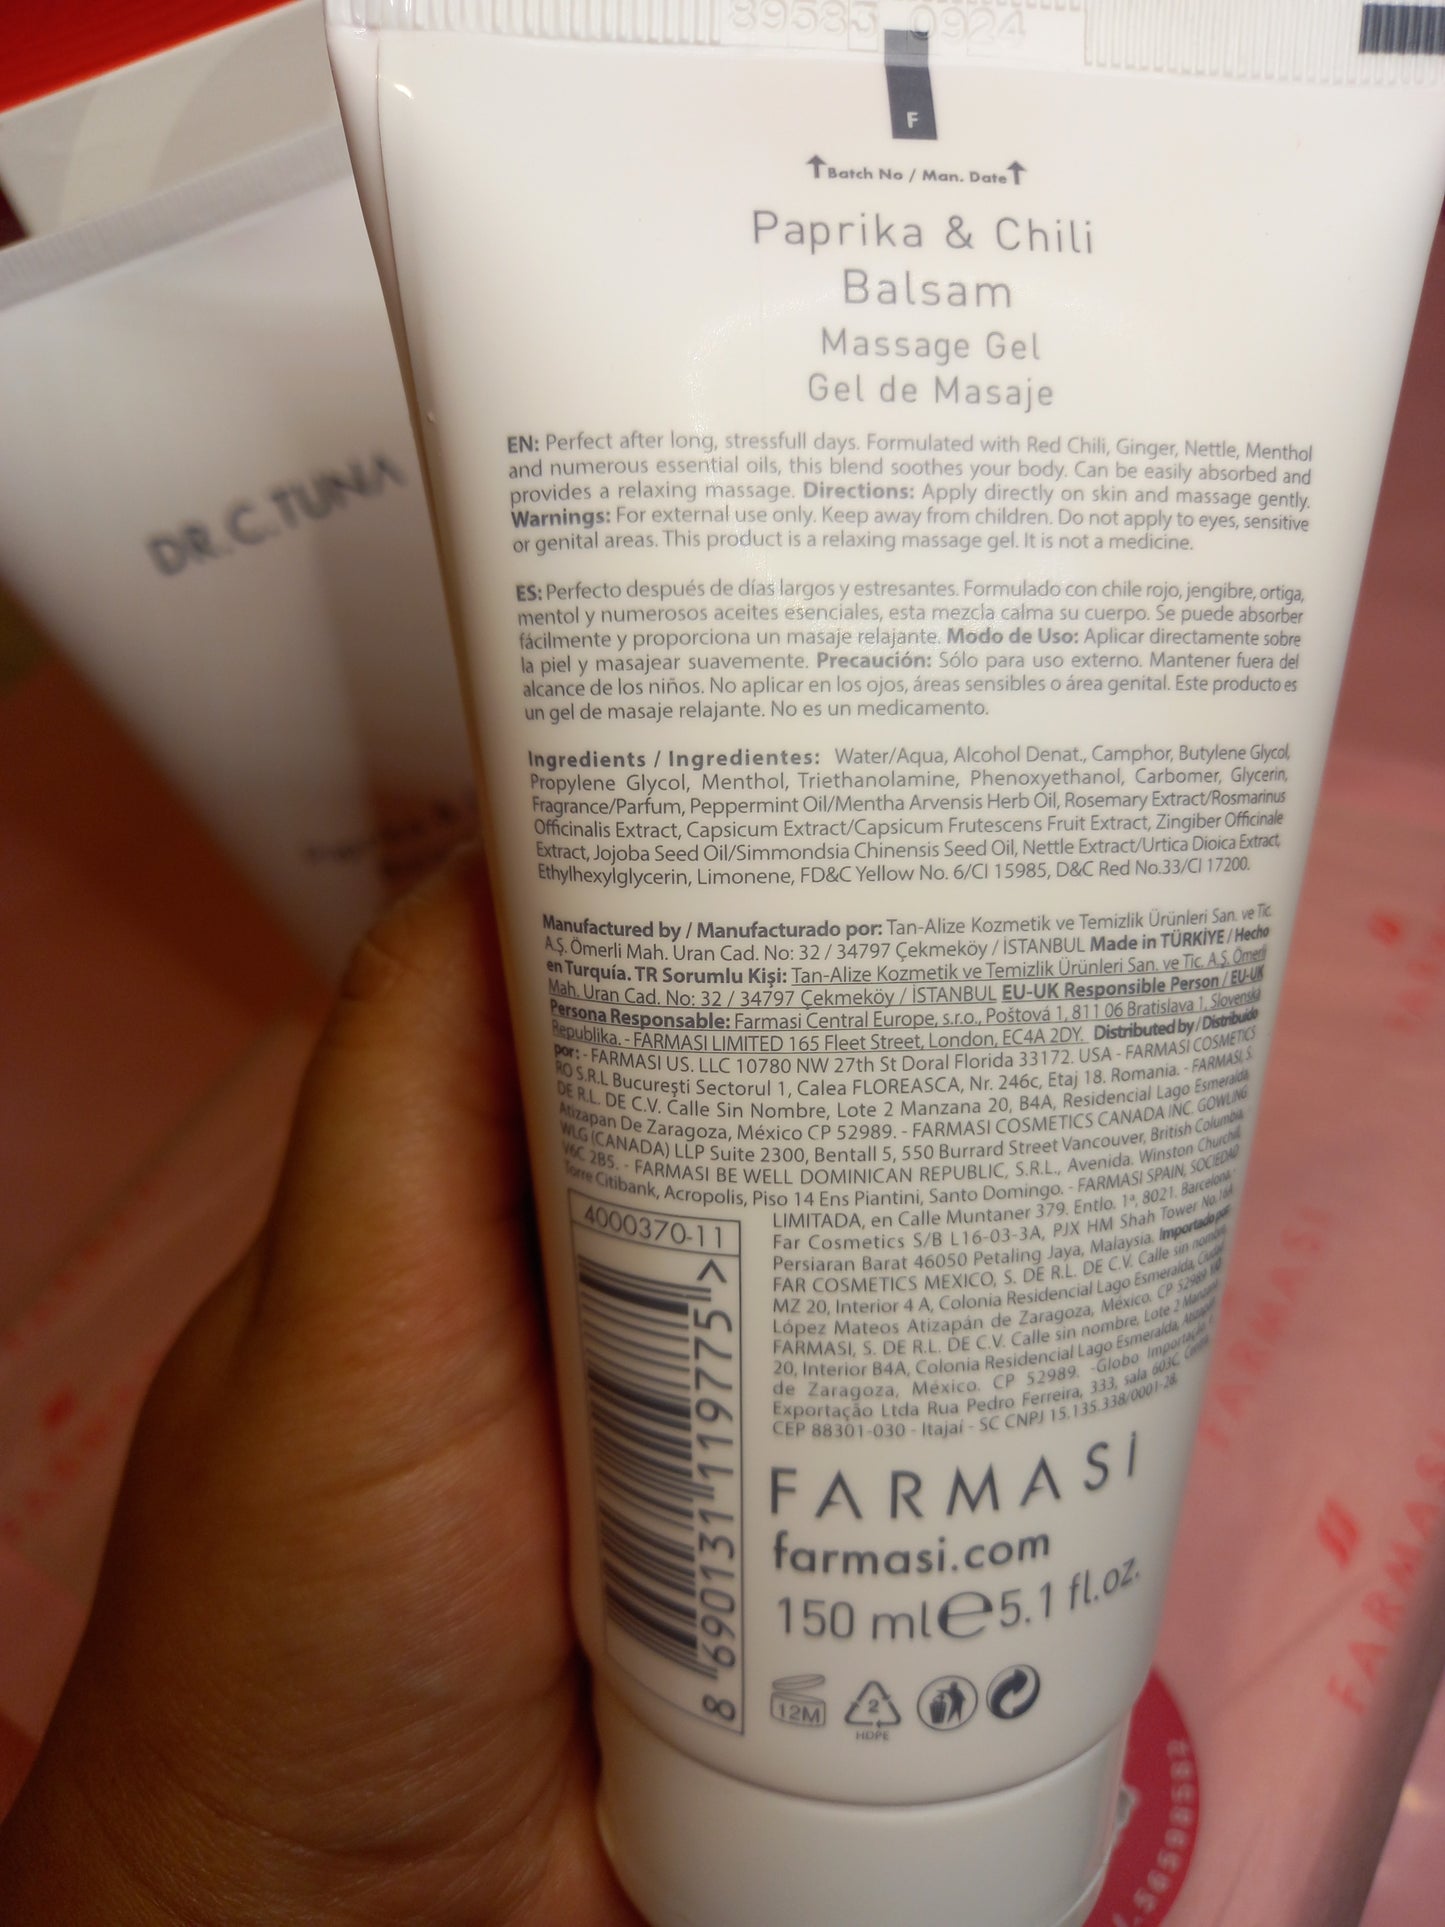 89583 0924
F
↑Batch No / Man. Date↑
Paprika & Chili
Balsam
Massage Gel
Gel de Masaje
EN: Perfect after long, stressfull days. Formulated with Red Chili, Ginger, Nettle, Menthol
and numerous essential oils, this blend soothes your body. Can be easily absorbed and
provides a relaxing massage. Directions: Apply directly on skin and massage gently.
Warnings: For external use only. Keep away from children. Do not apply to eyes, sensitive
or genital areas. This product is a relaxing massage gel. It is not a medicine.
ES: Perfecto después de días largos y estresantes. Formulado con chile rojo, jengibre, ortiga,
mentol y numerosos aceites esenciales, esta mezcla calma su cuerpo. Se puede absorber
fácilmente y proporciona un masaje relajante. Modo de Uso: Aplicar directamente sobre
la piel y masajear suavemente. Precaución: Sólo para uso externo. Mantener fuera del
alcance de los niños. No aplicar en los ojos, áreas sensibles o área genital. Este producto es
un gel de masaje relajante. No es un medicamento.
Ingredients / Ingredientes: Water/Aqua, Alcohol Denat., Camphor, Butylene Glycol,
Propylene Glycol, Menthol, Triethanolamine, Phenoxyethanol, Carbomer, Glycerin,
Fragrance/Parfum, Peppermint Oil/Mentha Arvensis Herb Oil, Rosemary Extract/Rosmarinus
Officinalis Extract, Capsicum Extract/Capsicum Frutescens Fruit Extract, Zingiber Officinale
Extract, Jojoba Seed Oil/Simmondsia Chinensis Seed Oil, Nettle Extract/Urtica Dioica Extract,
Ethylhexylglycerin, Limonene, FD&C Yellow No. 6/CI 15985, D&C Red No.33/CI 17200.
Manufactured by / Manufacturado por: Tan-Alize Kozmetik ve Temizlik Ürünleri San. ve Tic.
A.Ş. Ömerli Mah. Uran Cad. No: 32 / 34797 Çekmeköy / İSTANBUL Made in TÜRKİYE / Hecho
en Turquía. TR Sorumlu Kişi: Tan-Alize Kozmetik ve Temizlik Ürünleri San. ve Tic. A.Ş. Ömerli
Mah. Uran Cad. No: 32 / 34797 Çekmeköy / İSTANBUL EU-UK Responsible Person / EU-UK
Persona Responsable: Farmasi Central Europe, s.r.o., Poštová 1, 811 06 Bratislava 1, Slovenská
Republika. - FARMASI LIMITED 165 Fleet Street, London, EC4A 2DY. Distributed by / Distribuido
por: - FARMASI US. LLC 10780 NW 27th St Doral Florida 33172. USA - FARMASI COSMETICS
RO S.R.L Bucureşti Sectorul 1, Calea FLOREASCA, Nr. 246c, Etaj 18. Romania. - FARMASI, S.
DE R.L. DE C.V. Calle Sin Nombre, Lote 2 Manzana 20, B4A, Residencial Lago Esmeralda
Atizapan De Zaragoza, México CP 52989. - FARMASI COSMETICS CANADA INC. GOWLING
WLG (CANADA) LLP Suite 2300, Bentall 5, 550 Burrard Street Vancouver, British Columbia
V6C 2B5. - FARMASI BE WELL DOMINICAN REPUBLIC, S.R.L., Avenida. Winston Churchill,
Torre Citibank, Acropolis, Piso 14 Ens Piantini, Santo Domingo. - FARMASI SPAIN, SOCIEDAD
LIMITADA, en Calle Muntaner 379. Entlo. 1ª, 8021. Barcelona. -
Far Cosmetics S/B L16-03-3A, PJX HM Shah Tower No.16A
Persiaran Barat 46050 Petaling Jaya, Malaysia. Importado por:
FAR COSMETICS MEXICO, S. DE R.L. DE C.V. Calle sin nombre,
MZ 20, Interior 4 A, Colonia Residencial Lago Esmeralda, Ciudad
López Mateos Atizapán de Zaragoza, México. CP 52989
FARMASI, S. DE R.L. DE C.V. Calle sin nombre, Lote 2 Manzana
20, Interior B4A, Colonia Residencial Lago Esmeralda, Atizapán
de Zaragoza, México. CP 52989. -Globo Importação
Exportação Ltda Rua Pedro Ferreira, 333, sala 603C,
CEP 88301-030 - Itajaí - SC CNPJ 15.135.338/0001-28.
4000370-11
8 690131 119775 >
FARMASİ
farmasi.com
150 ml e 5.1 fl.oz.
12M
2
HDPE
DR. C. TUNA
FARMASI
FARMASI